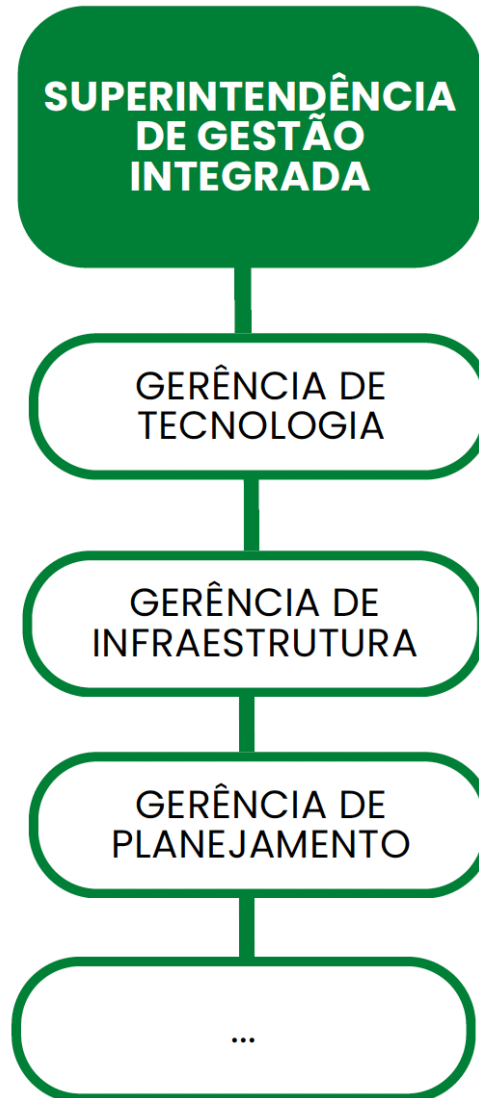 SUPERINTENDÊNCIA
DE GESTÃO
INTEGRADA
GERÊNCIA DE
TECNOLOGIA
GERÊNCIA DE
INFRAESTRUTURA
GERÊNCIA DE
PLANEJAMENTO
...